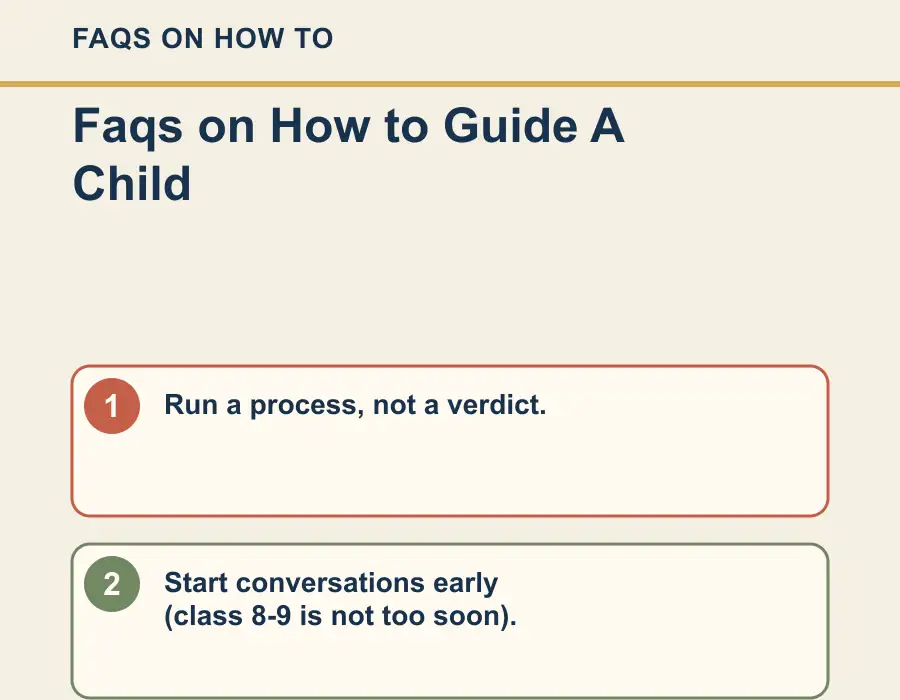 FAQS ON HOW TO
Faqs on How to Guide A
Child
1
Run a process, not a verdict.
2
Start conversations early
(class 8-9 is not too soon).